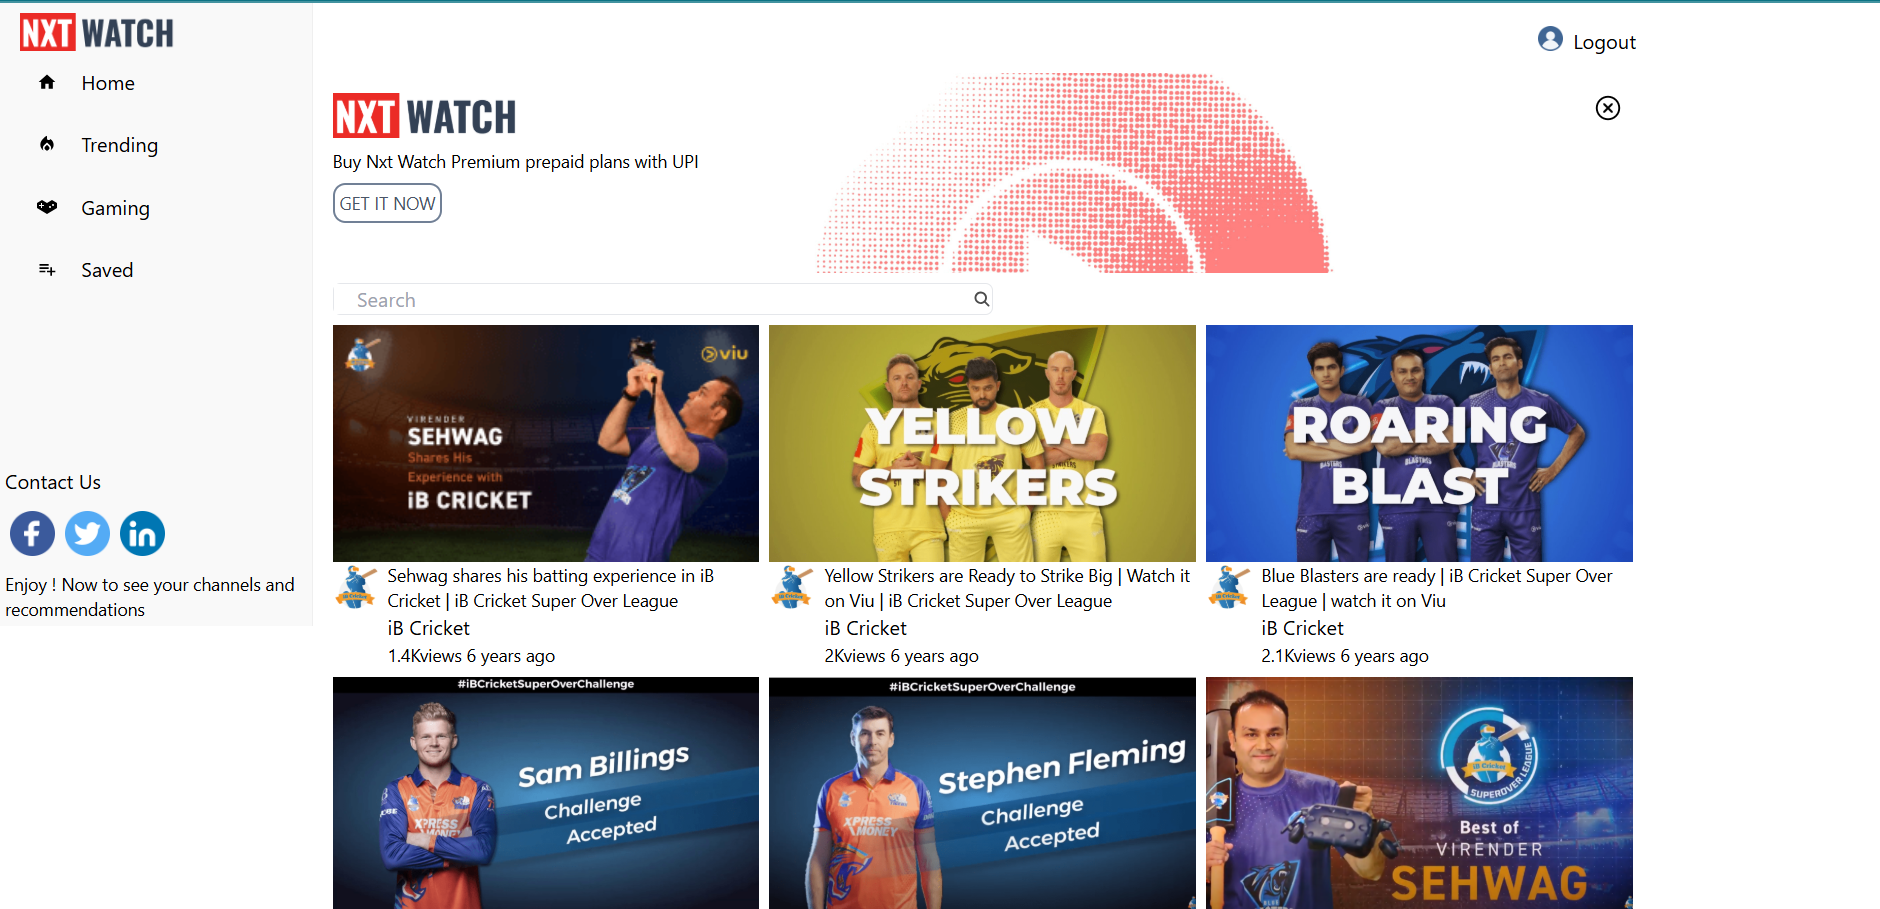 NXT WATCH
Home
Trending
Gaming
Saved
Contact Us
Enjoy ! Now to see your channels and
recommendations
Logout
NXT WATCH
Buy Nxt Watch Premium prepaid plans with UPI
GET IT NOW
Search
viu
VIRENDER
SEHWAG
Shares His
Experience with
iB CRICKET
YELLOW
STRIKERS
ROARING
BLAST
Sehwag shares his batting experience in iB
Cricket | iB Cricket Super Over League
iB Cricket
1.4Kviews 6 years ago
Yellow Strikers are Ready to Strike Big | Watch it
on Viu | iB Cricket Super Over League
iB Cricket
2Kviews 6 years ago
Blue Blasters are ready | iB Cricket Super Over
League | watch it on Viu
iB Cricket
2.1Kviews 6 years ago
#iBCricketSuperOverChallenge
Sam Billings
Challenge
Accepted
XPRESS
MONEY
#iBCricketSuperOverChallenge
Stephen Fleming
Challenge
Accepted
XPRESS
MONEY
iB Cricket
SUPEROVER LEAGUE
Best of
VIRENDER
SEHWAG